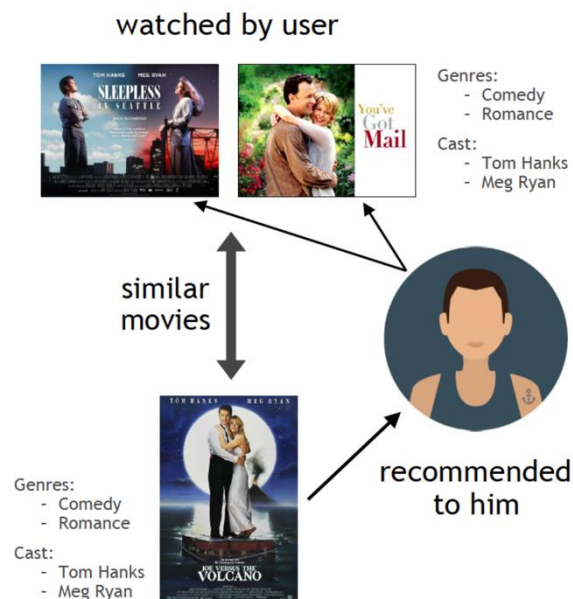 watched by user
TOM HANKS MEG RYAN
SLEEPLESS
IN SEATTLE
You've
Got
Mail
Genres:
- Comedy
- Romance
Cast:
- Tom Hanks
- Meg Ryan
similar
movies
TOM HANKS MEG RYAN
JOE VERSUS THE
VOLCANO
Genres:
- Comedy
- Romance
Cast:
- Tom Hanks
- Meg Ryan
recommended
to him